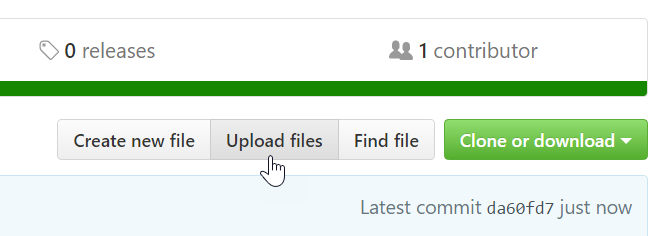 0 releases
1 contributor
Create new file
Upload files
Find file
Clone or download
Latest commit da60fd7 just now